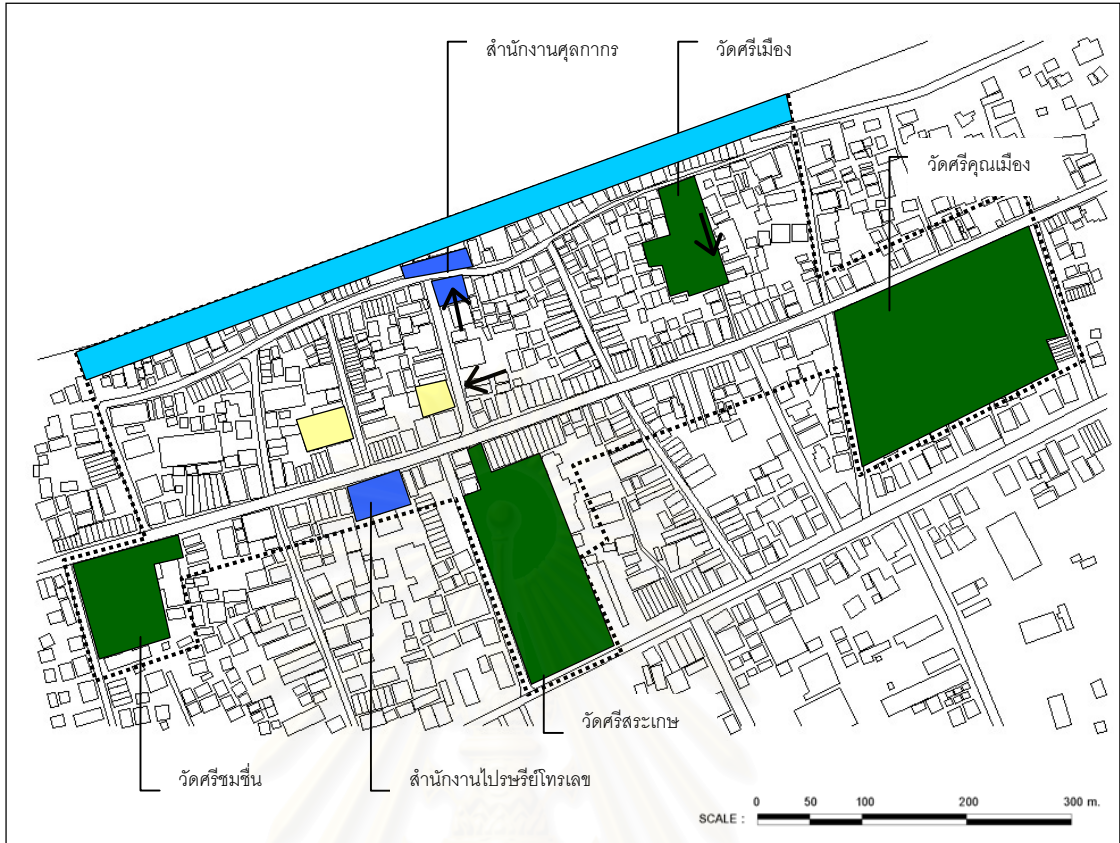 สำนักงานศุลกากร
วัดศรีเมือง
วัดศรีคุณเมือง
วัดศรีสระเกษ
วัดศรีชมชื่น
สำนักงานไปรษรีย์โทรเลข
0 50 100 200 300 m.
SCALE :